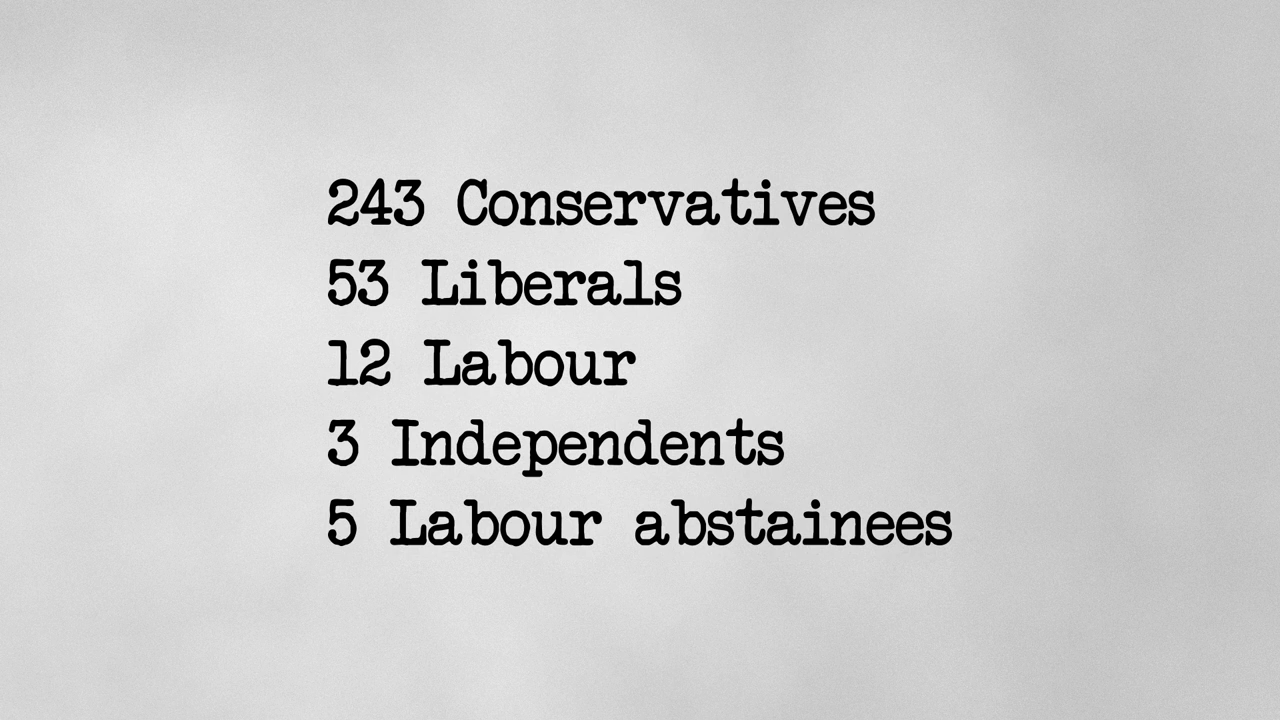 243 Conservatives
53 Liberals
12 Labour
3 Independents
5 Labour abstainees